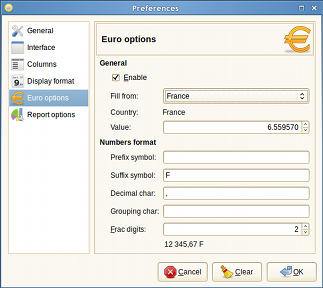 Preferences
General
Interface
Columns
Display format
Euro options
Report options
Euro options
General
Enable
Fill from: France
Country: France
Value: 6.559570
Numbers format
Prefix symbol:
Suffix symbol: F
Decimal char: ,
Grouping char:
Frac digits: 2
12 345,67 F
Cancel Clear OK